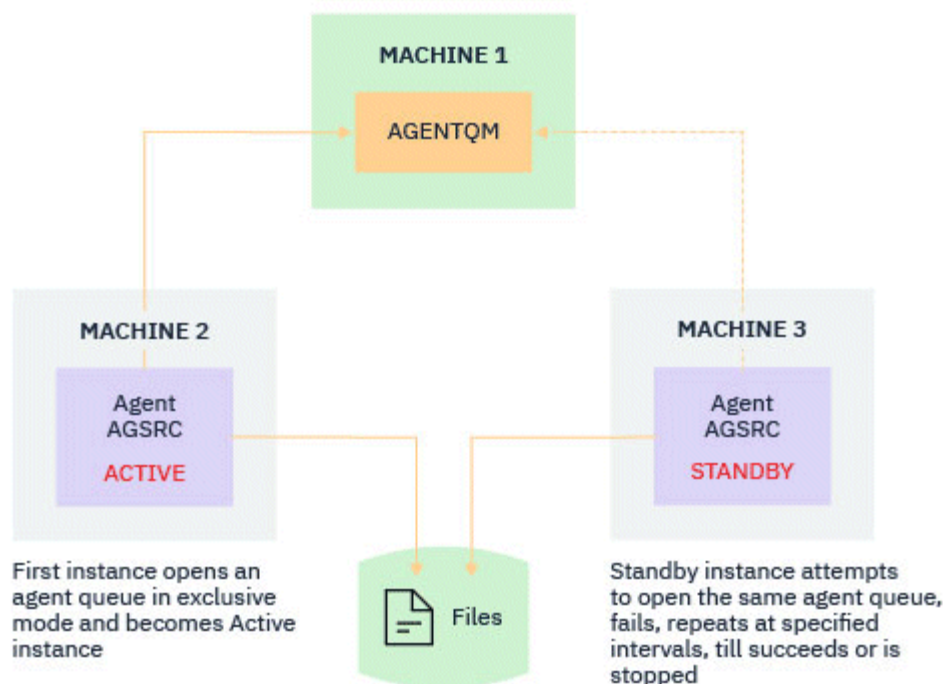 MACHINE 1
AGENTQM
MACHINE 2
Agent
AGSRC
ACTIVE
MACHINE 3
Agent
AGSRC
STANDBY
First instance opens an
agent queue in exclusive
mode and becomes Active
instance
Files
Standby instance attempts
to open the same agent queue,
fails, repeats at specified
intervals, till succeeds or is
stopped